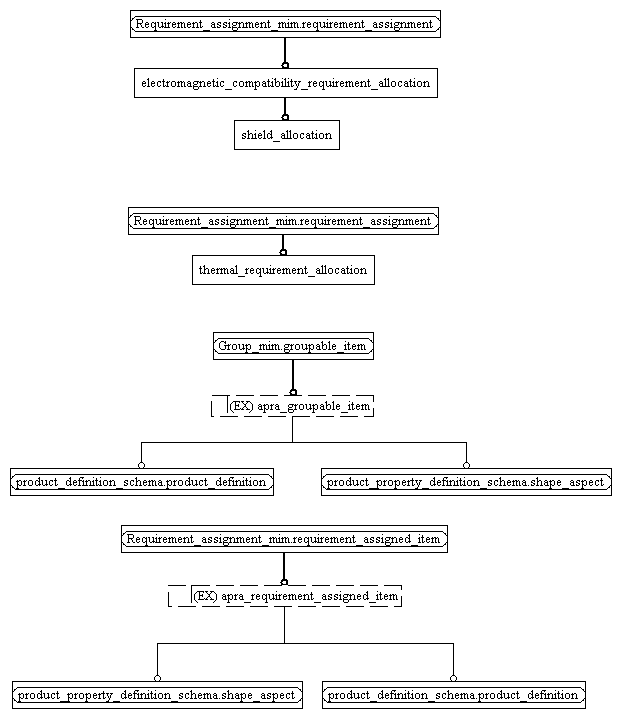 Requirement_assignment_mim.requirement_assignment
electromagnetic_compatibility_requirement_allocation
shield_allocation
Requirement_assignment_mim.requirement_assignment
thermal_requirement_allocation
Group_mim.groupable_item
(EX) apra_groupable_item
product_definition_schema.product_definition
product_property_definition_schema.shape_aspect
Requirement_assignment_mim.requirement_assigned_item
(EX) apra_requirement_assigned_item
product_property_definition_schema.shape_aspect
product_definition_schema.product_definition